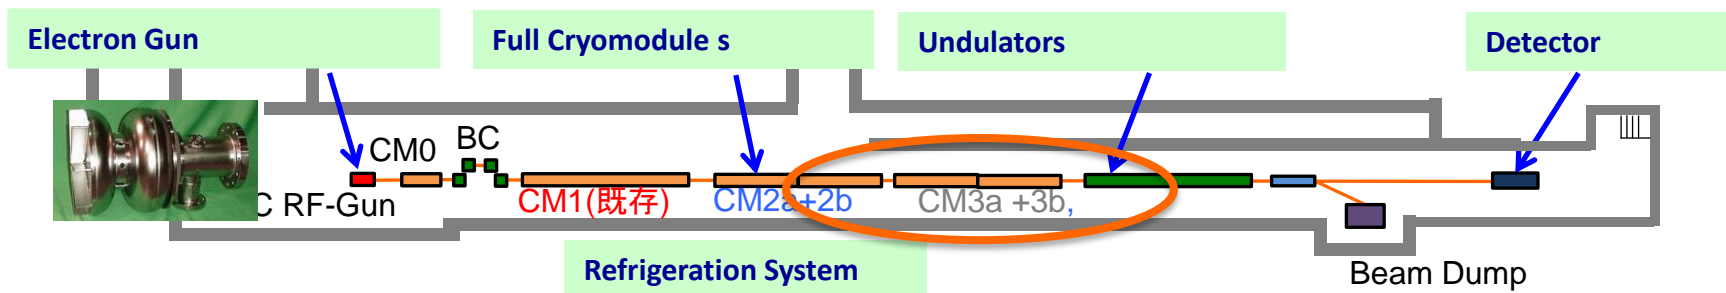 Electron Gun
Full Cryomodule s
Undulators
Detector
CM0
BC
C RF-Gun
CM1(既存)
CM2a+2b
CM3a +3b,
Refrigeration System
Beam Dump